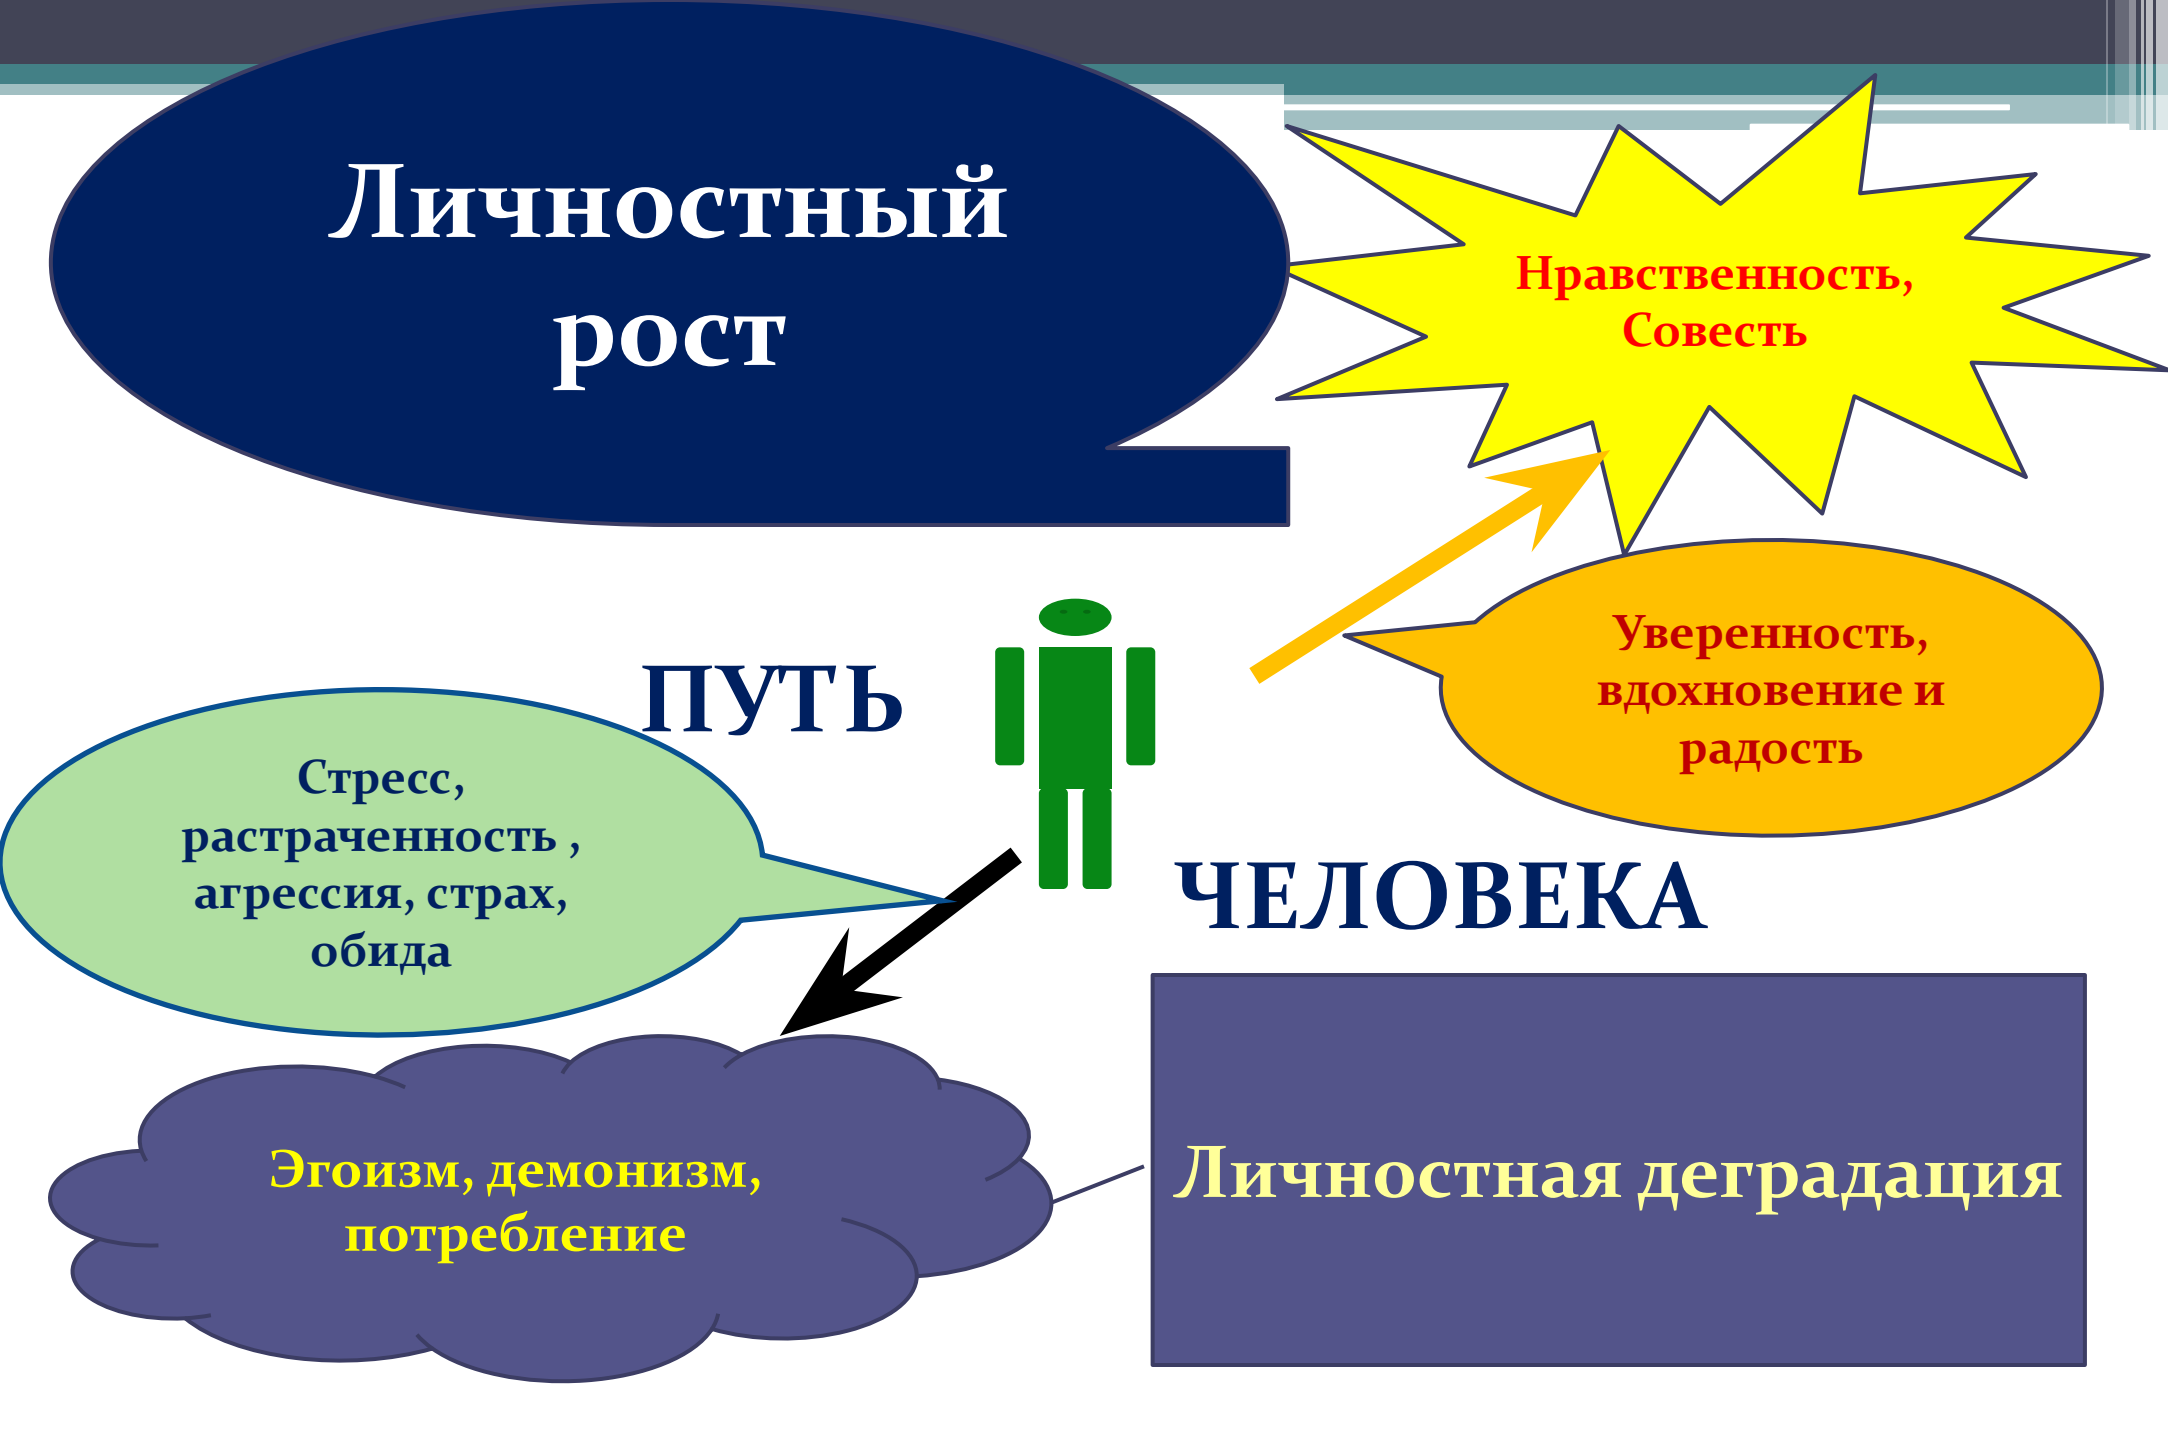 Личностный
рост
Нравственность,
Совесть
Уверенность,
вдохновение и
радость
ПУТЬ
Стресс,
растраченность ,
агрессия, страх,
обида
ЧЕЛОВЕКА
Эгоизм, демонизм,
потребление
Личностная деградация